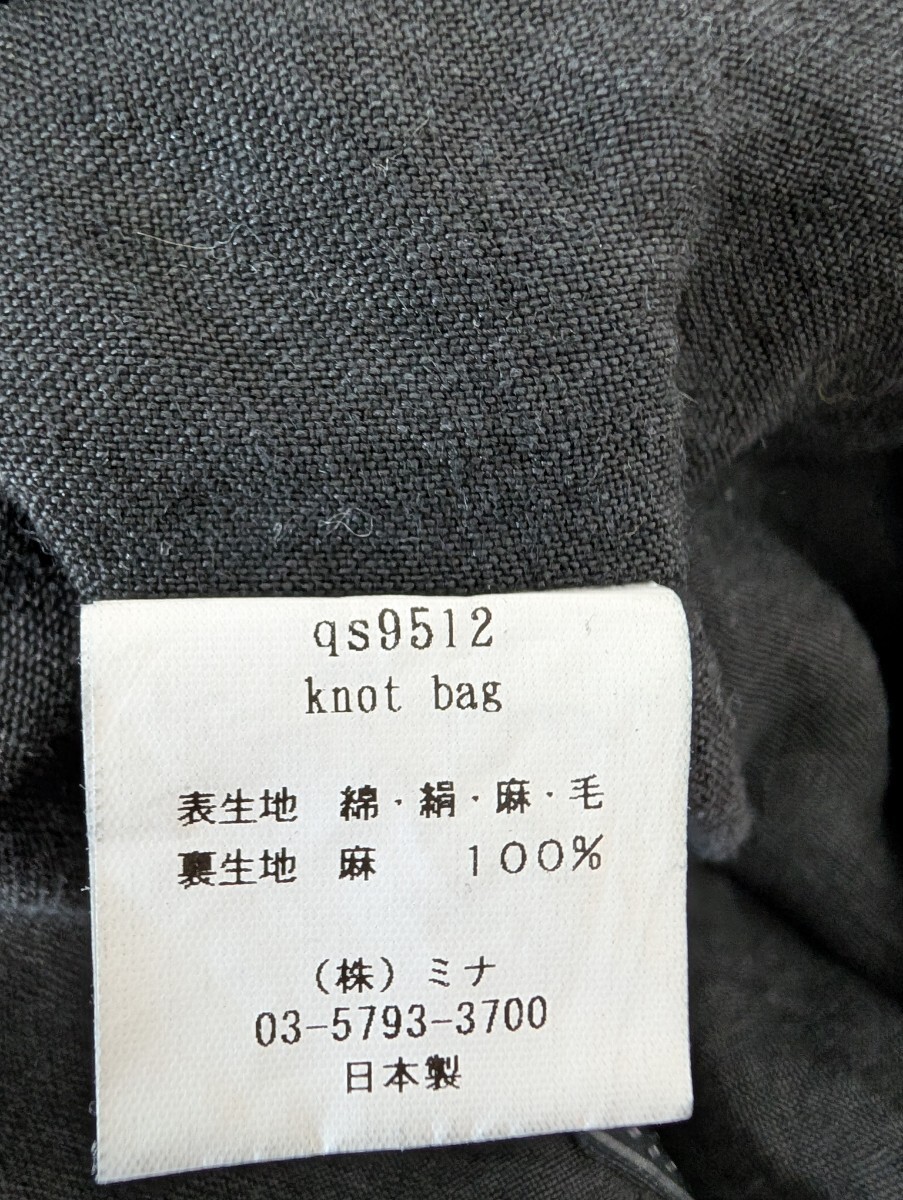 qs9512
knot bag
表生地 綿・絹・麻・毛
裏生地 麻 １００％
（株）ミナ
03-5793-3700
日本製